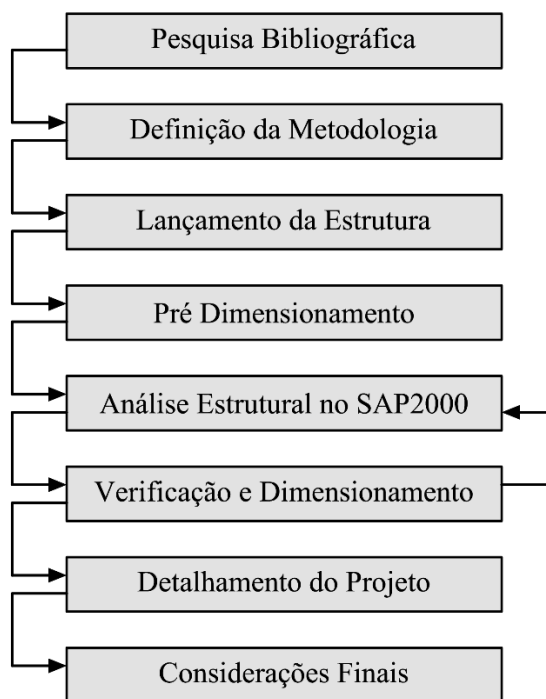 Pesquisa Bibliográfica
Definição da Metodologia
Lançamento da Estrutura
Pré Dimensionamento
Análise Estrutural no SAP2000
Verificação e Dimensionamento
Detalhamento do Projeto
Considerações Finais